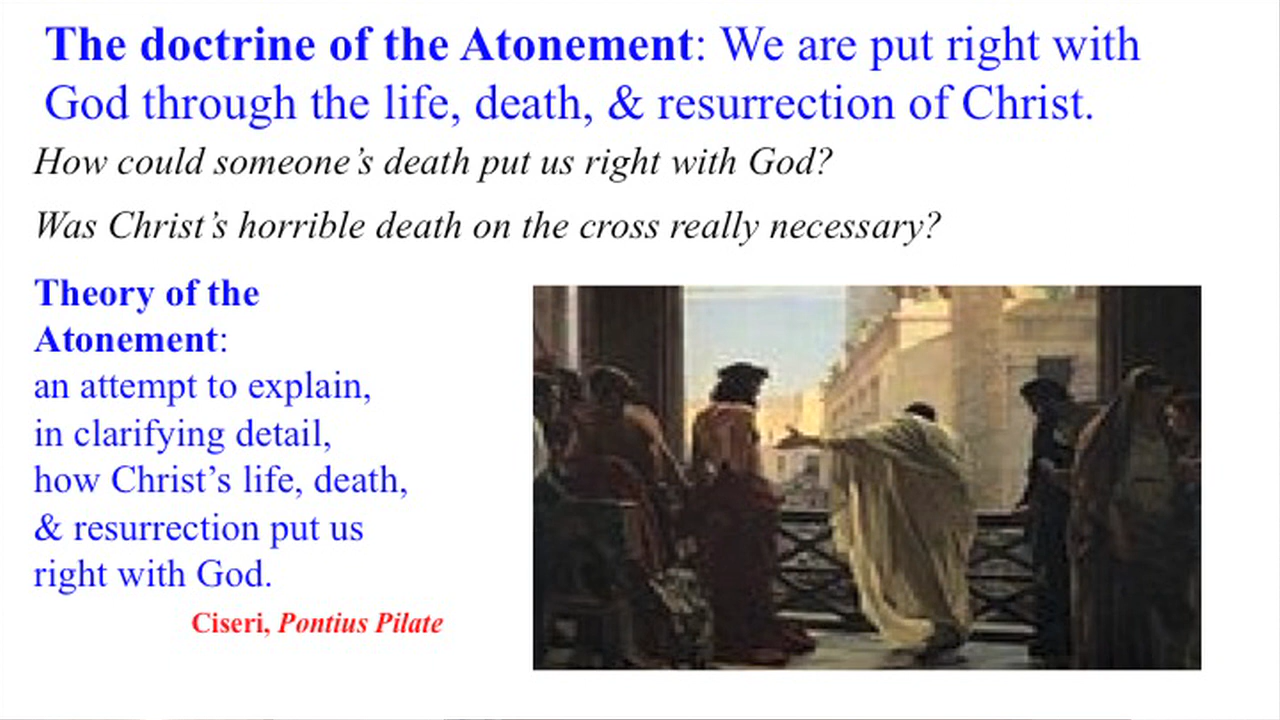 The doctrine of the Atonement: We are put right with
God through the life, death, & resurrection of Christ.
How could someone’s death put us right with God?
Was Christ’s horrible death on the cross really necessary?
Theory of the
Atonement:
an attempt to explain,
in clarifying detail,
how Christ’s life, death,
& resurrection put us
right with God.
Ciseri, Pontius Pilate